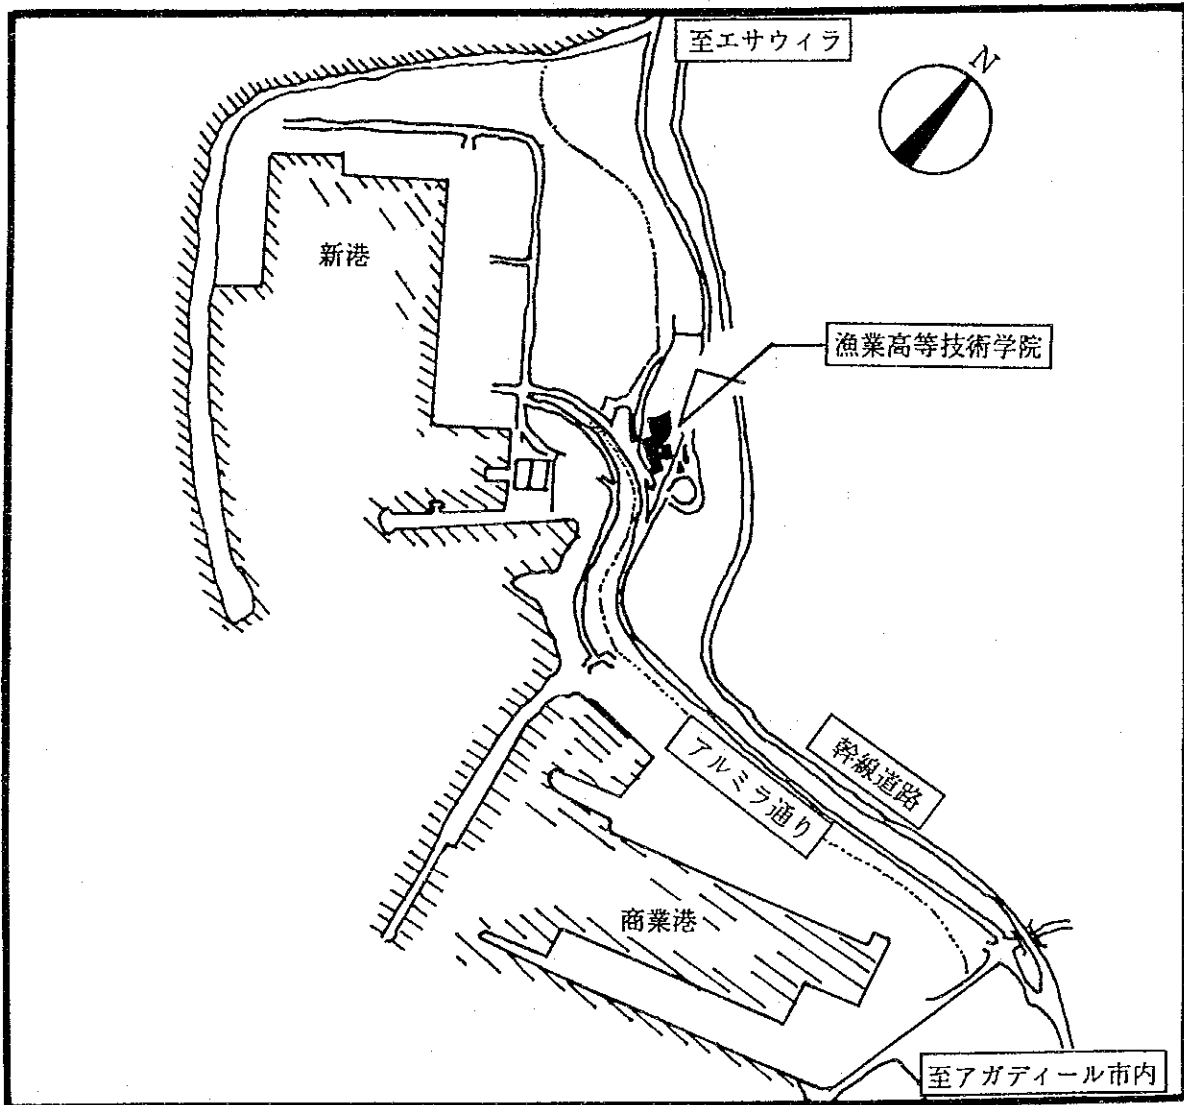 至エサウィラ
N
新港
漁業高等技術学院
アルミラ通り
幹線道路
商業港
至アガディール市内